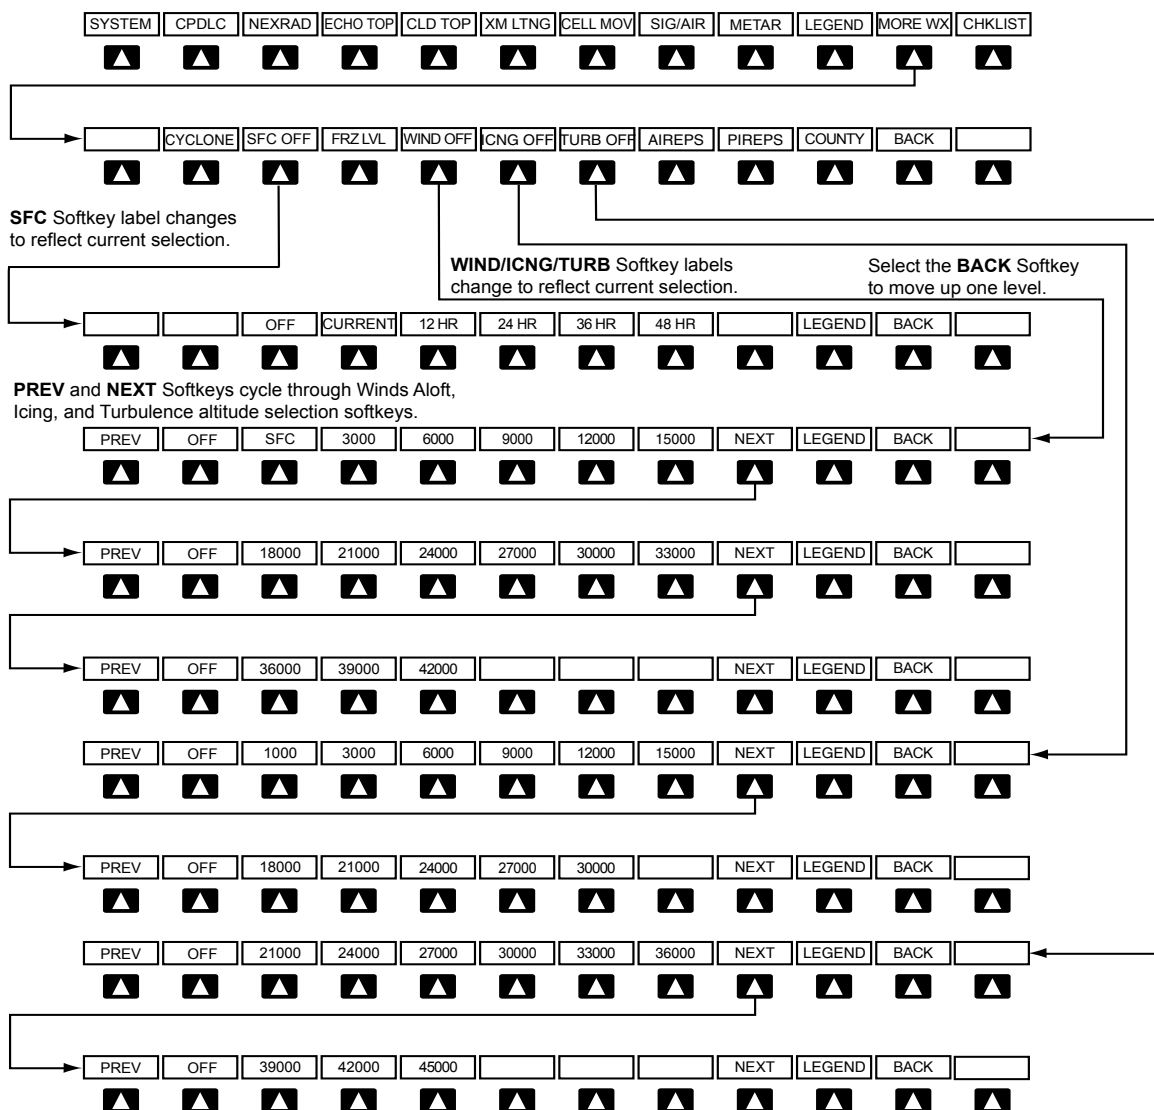 SYSTEM CPDLC NEXRAD ECHO TOP CLD TOP XM LTNG CELL MOV SIG/AIR METAR LEGEND MORE WX CHKLIST
CYCLONE SFC OFF FRZ LVL WIND OFF ICNG OFF TURB OFF AIREPS PIREPS COUNTY BACK
SFC Softkey label changes
to reflect current selection.
WIND/ICNG/TURB Softkey labels
change to reflect current selection.
Select the BACK Softkey
to move up one level.
OFF CURRENT 12 HR 24 HR 36 HR 48 HR LEGEND BACK
PREV and NEXT Softkeys cycle through Winds Aloft,
Icing, and Turbulence altitude selection softkeys.
PREV OFF SFC 3000 6000 9000 12000 15000 NEXT LEGEND BACK
PREV OFF 18000 21000 24000 27000 30000 33000 NEXT LEGEND BACK
PREV OFF 36000 39000 42000 NEXT LEGEND BACK
PREV OFF 1000 3000 6000 9000 12000 15000 NEXT LEGEND BACK
PREV OFF 18000 21000 24000 27000 30000 NEXT LEGEND BACK
PREV OFF 21000 24000 27000 30000 33000 36000 NEXT LEGEND BACK
PREV OFF 39000 42000 45000 NEXT LEGEND BACK